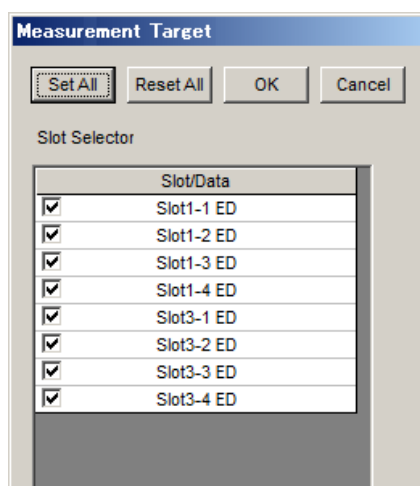 Measurement Target
Set All Reset All OK Cancel
Slot Selector
Slot/Data
Slot1-1 ED
Slot1-2 ED
Slot1-3 ED
Slot1-4 ED
Slot3-1 ED
Slot3-2 ED
Slot3-3 ED
Slot3-4 ED